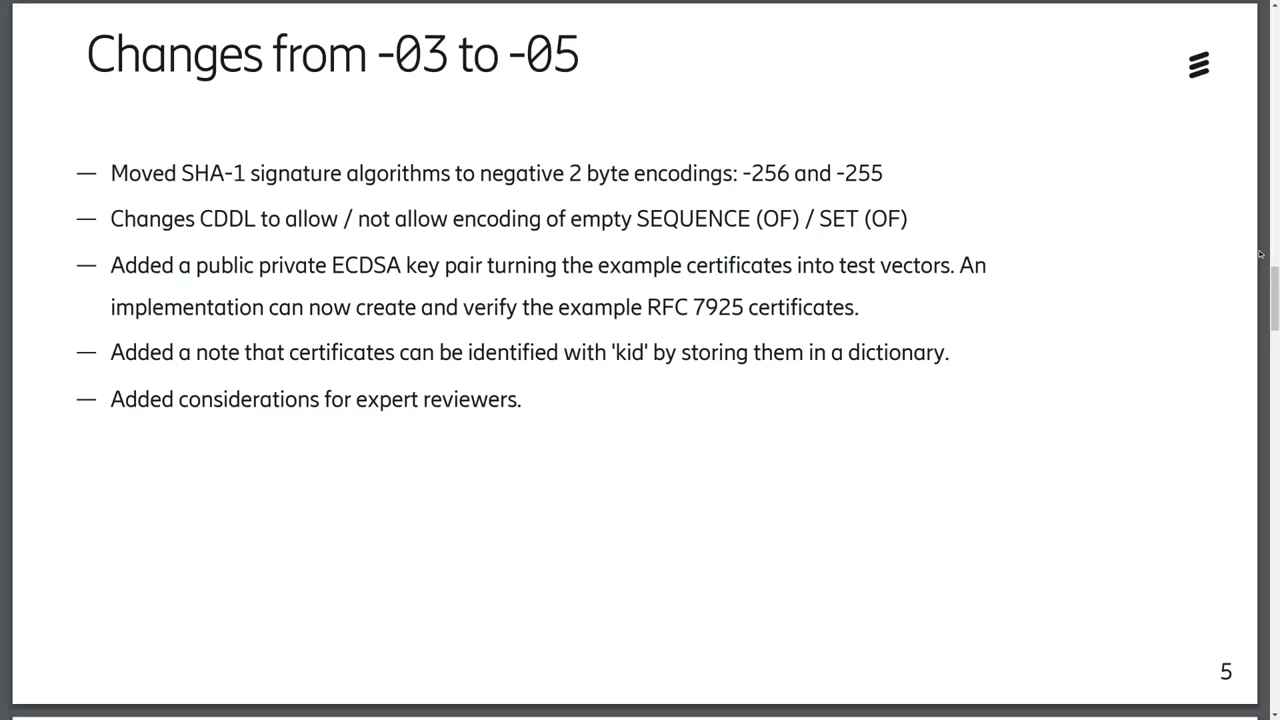 Changes from -03 to -05
— Moved SHA-1 signature algorithms to negative 2 byte encodings: -256 and -255
— Changes CDDL to allow / not allow encoding of empty SEQUENCE (OF) / SET (OF)
— Added a public private ECDSA key pair turning the example certificates into test vectors. An
implementation can now create and verify the example RFC 7925 certificates.
— Added a note that certificates can be identified with 'kid' by storing them in a dictionary.
— Added considerations for expert reviewers.
5